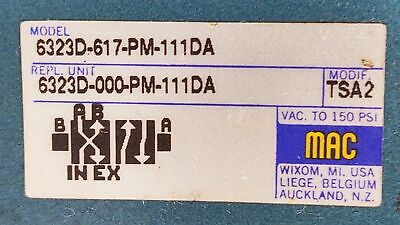 MODEL
6323D-617-PM-111DA
REPL. UNIT
6323D-000-PM-111DA
MODIF.
TSA2
A B
B A
IN EX
VAC. TO 150 PSI
MAC
WIXOM, MI. USA
LIEGE, BELGIUM
AUCKLAND, N.Z.